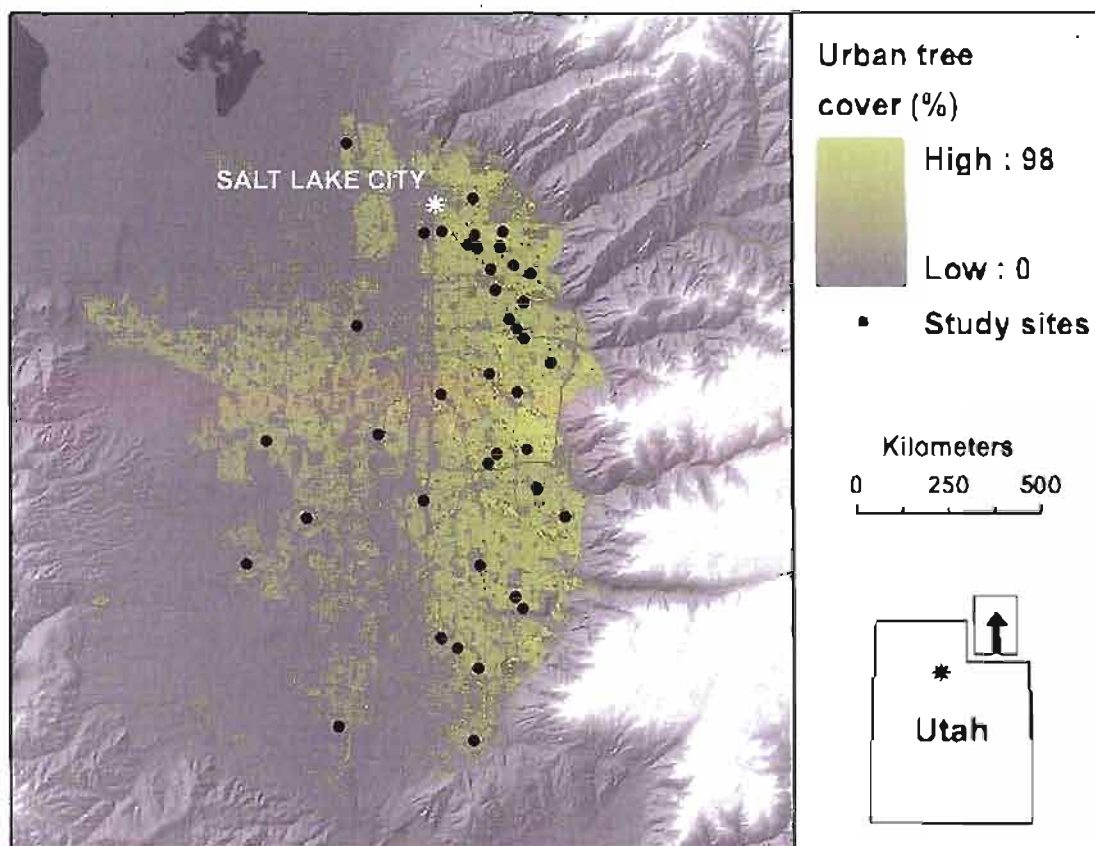 SALT LAKE CITY
Urban tree
cover (%)
High : 98
Low : 0
Study sites
Kilometers
0 250 500
Utah